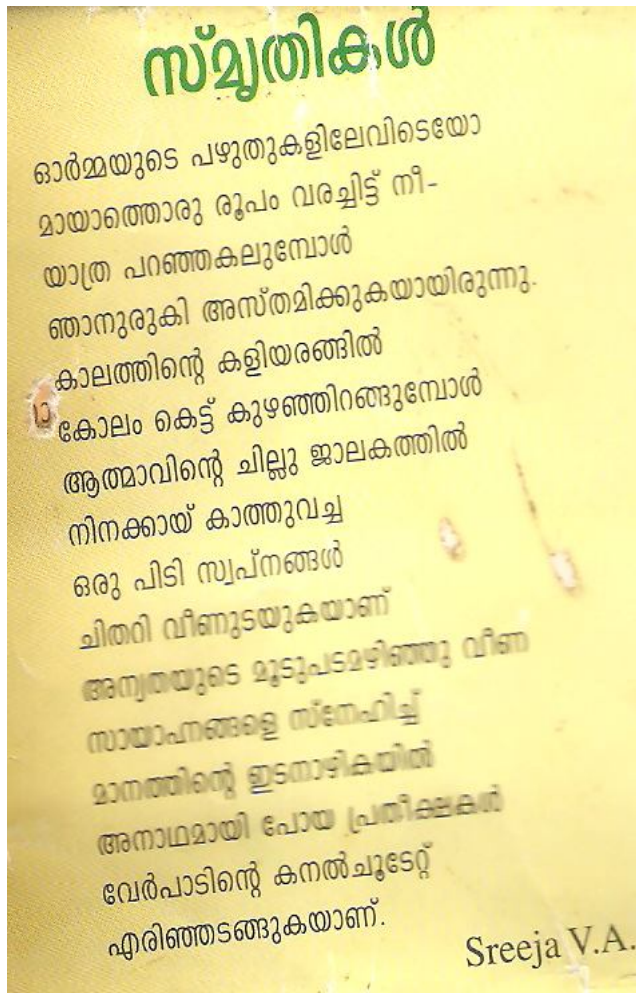 സ്മൃതികൾ
ഓർമ്മയുടെ പഴുതുകളിലേവിടെയോ
മായാത്തൊരു രൂപം വരച്ചിട്ട് നീ-
യാത്ര പറഞ്ഞകലുമ്പോൾ
ഞാനുരുകി അസ്തമിക്കുകയായിരുന്നു.
കാലത്തിന്റെ കളിയരങ്ങിൽ
കോലം കെട്ട് കുഴഞ്ഞിറങ്ങുമ്പോൾ
ആത്മാവിന്റെ ചില്ലു ജാലകത്തിൽ
നിനക്കായ് കാത്തുവച്ച
ഒരു പിടി സ്വപ്നങ്ങൾ
ചിതറി വീണുടയുകയാണ്
അന്യതയുടെ മൂടുപടമഴിഞ്ഞു വീണ
സായാഹ്നങ്ങളെ സ്നേഹിച്ച്
മാനത്തിന്റെ ഇടനാഴികയിൽ
അനാഥമായി പോയ പ്രതീക്ഷകൾ
വേർപാടിന്റെ കനൽചൂടേറ്റ്
എരിഞ്ഞടങ്ങുകയാണ്.
Sreeja V.A.